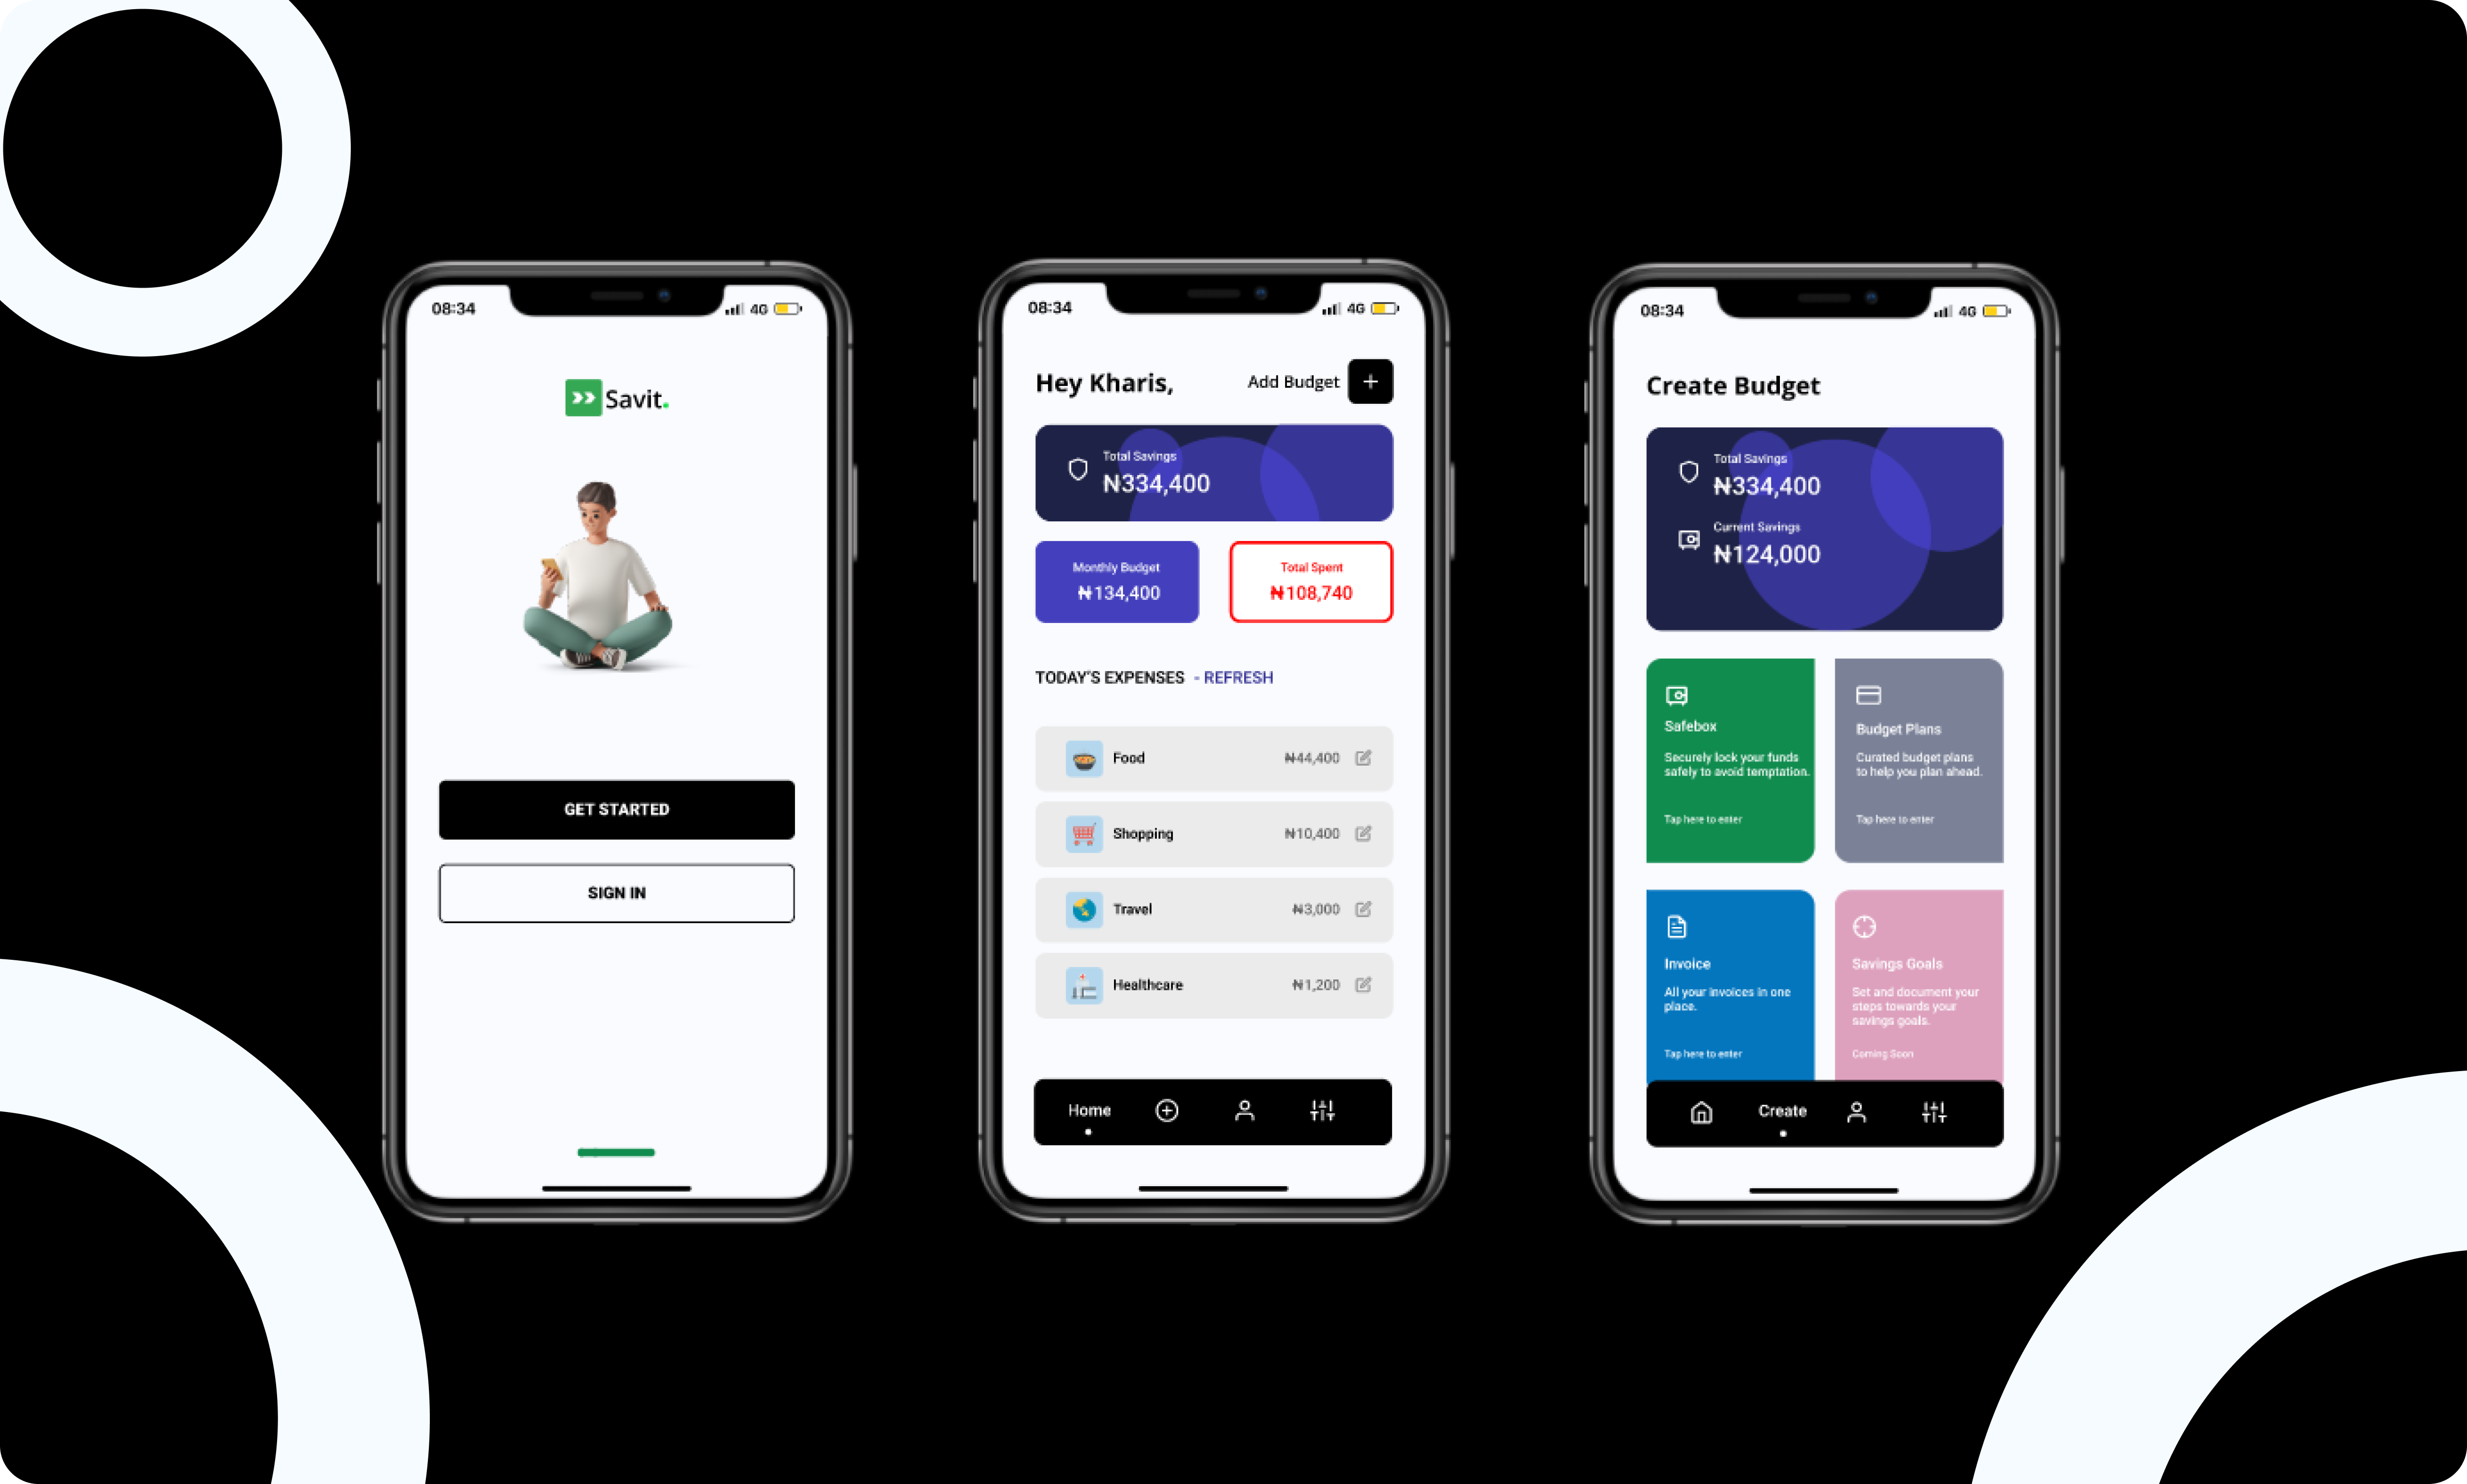 08:34
4G
Savit.
GET STARTED
SIGN IN
08:34
4G
Hey Kharis,
Add Budget
Total Savings
N334,400
Monthly Budget
₦134,400
Total Spent
₦108,740
TODAY'S EXPENSES - REFRESH
Food
₦44,400
Shopping
₦10,400
Travel
₦3,000
Healthcare
₦1,200
Home
08:34
4G
Create Budget
Total Savings
₦334,400
Current Savings
₦124,000
Safebox
Securely lock your funds
safely to avoid temptation.
Tap here to enter
Budget Plans
Curated budget plans
to help you plan ahead.
Tap here to enter
Invoice
All your invoices in one
place.
Tap here to enter
Savings Goals
Set and document your
steps towards your
savings goals.
Coming Soon
Create